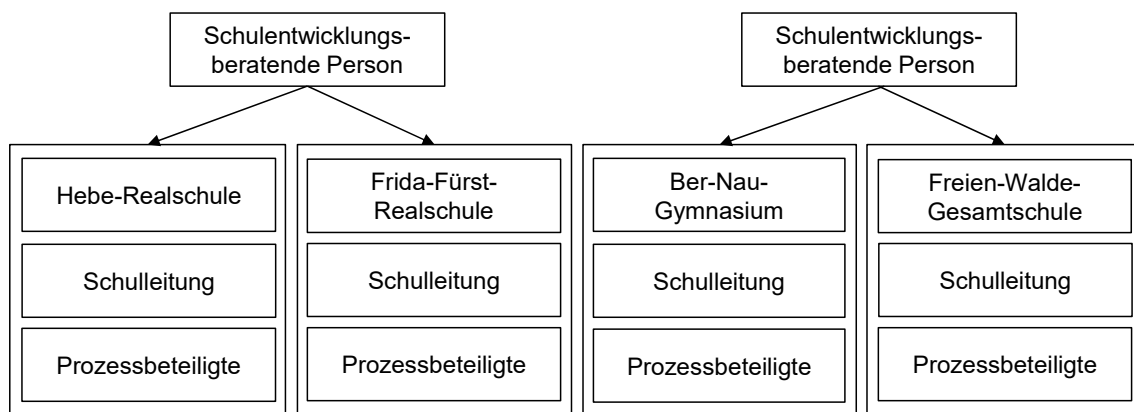 Schulentwicklungs-
beratende Person
Schulentwicklungs-
beratende Person
Hebe-Realschule
Schulleitung
Prozessbeteiligte
Frida-Fürst-
Realschule
Schulleitung
Prozessbeteiligte
Ber-Nau-
Gymnasium
Schulleitung
Prozessbeteiligte
Freien-Walde-
Gesamtschule
Schulleitung
Prozessbeteiligte